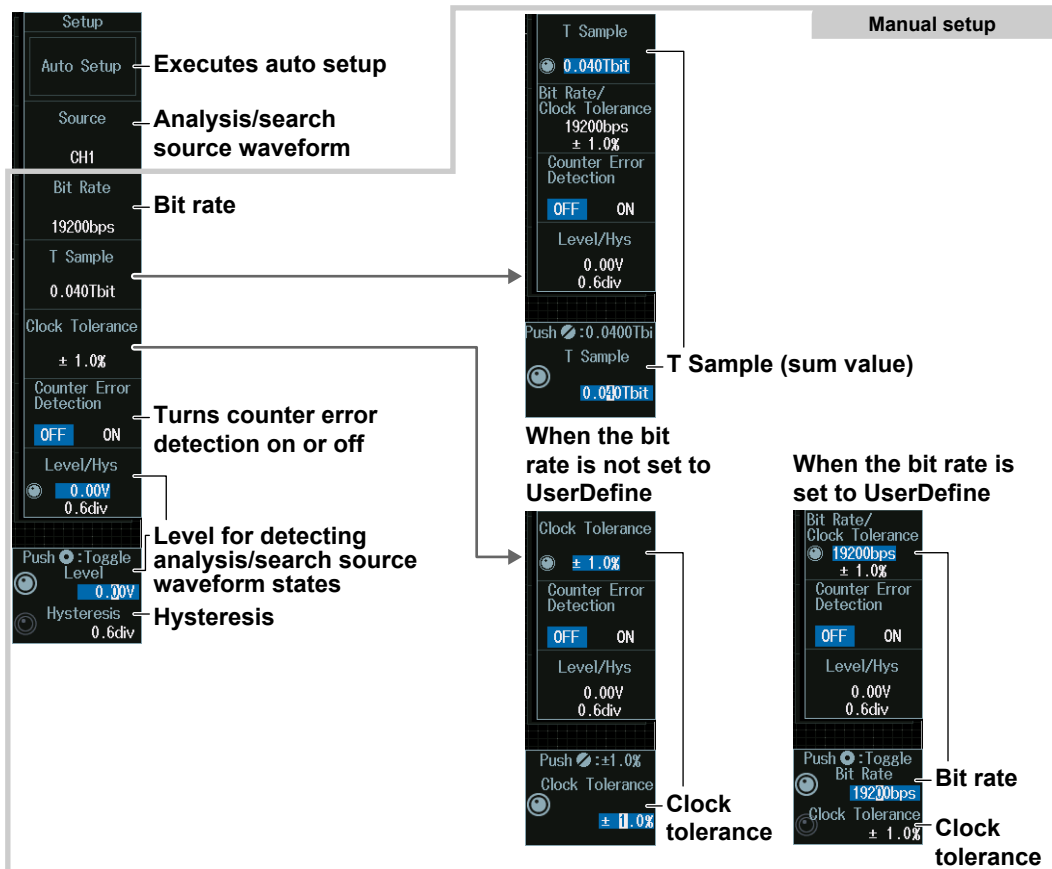 Setup
Auto Setup
Executes auto setup
Source
CH1
Analysis/search
source waveform
Bit Rate
19200bps
Bit rate
T Sample
0.040Tbit
Clock Tolerance
± 1.0%
Counter Error
Detection
OFF ON
Turns counter error
detection on or off
Level/Hys
0.00V
0.6div
Push :Toggle
Level
0.00V
Hysteresis
0.6div
Level for detecting
analysis/search source
waveform states
Hysteresis
Manual setup
T Sample
0.040Tbit
Bit Rate/
Clock Tolerance
19200bps
± 1.0%
Counter Error
Detection
OFF ON
Level/Hys
0.00V
0.6div
Push :0.0400Tbi
T Sample
0.040Tbit
T Sample (sum value)
When the bit
rate is not set to
UserDefine
Clock Tolerance
± 1.0%
Counter Error
Detection
OFF ON
Level/Hys
0.00V
0.6div
Push :±1.0%
Clock Tolerance
± 1.0%
Clock
tolerance
When the bit rate is
set to UserDefine
Bit Rate/
Clock Tolerance
19200bps
± 1.0%
Counter Error
Detection
OFF ON
Level/Hys
0.00V
0.6div
Push :Toggle
Bit Rate
19200bps
Clock Tolerance
± 1.0%
Bit rate
Clock
tolerance